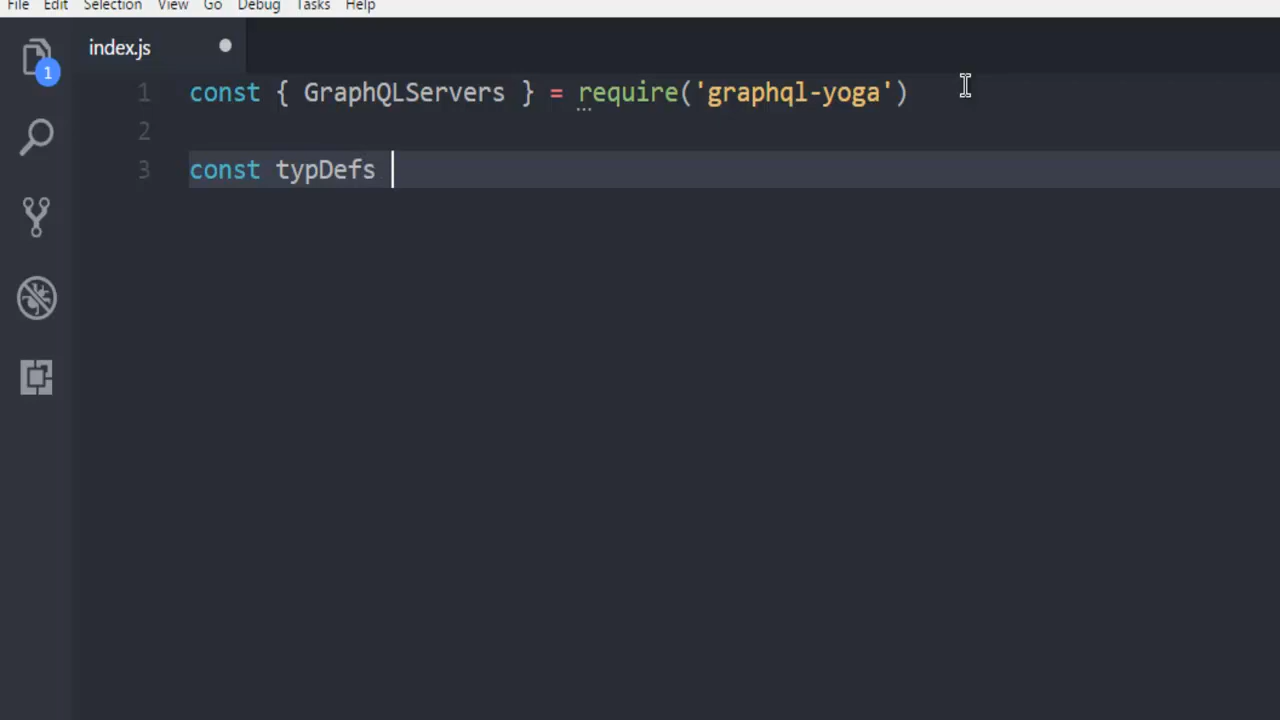 File Edit Selection View Go Debug Tasks Help
index.js
1
1 const { GraphQLServers } = require('graphql-yoga')
2
3 const typDefs